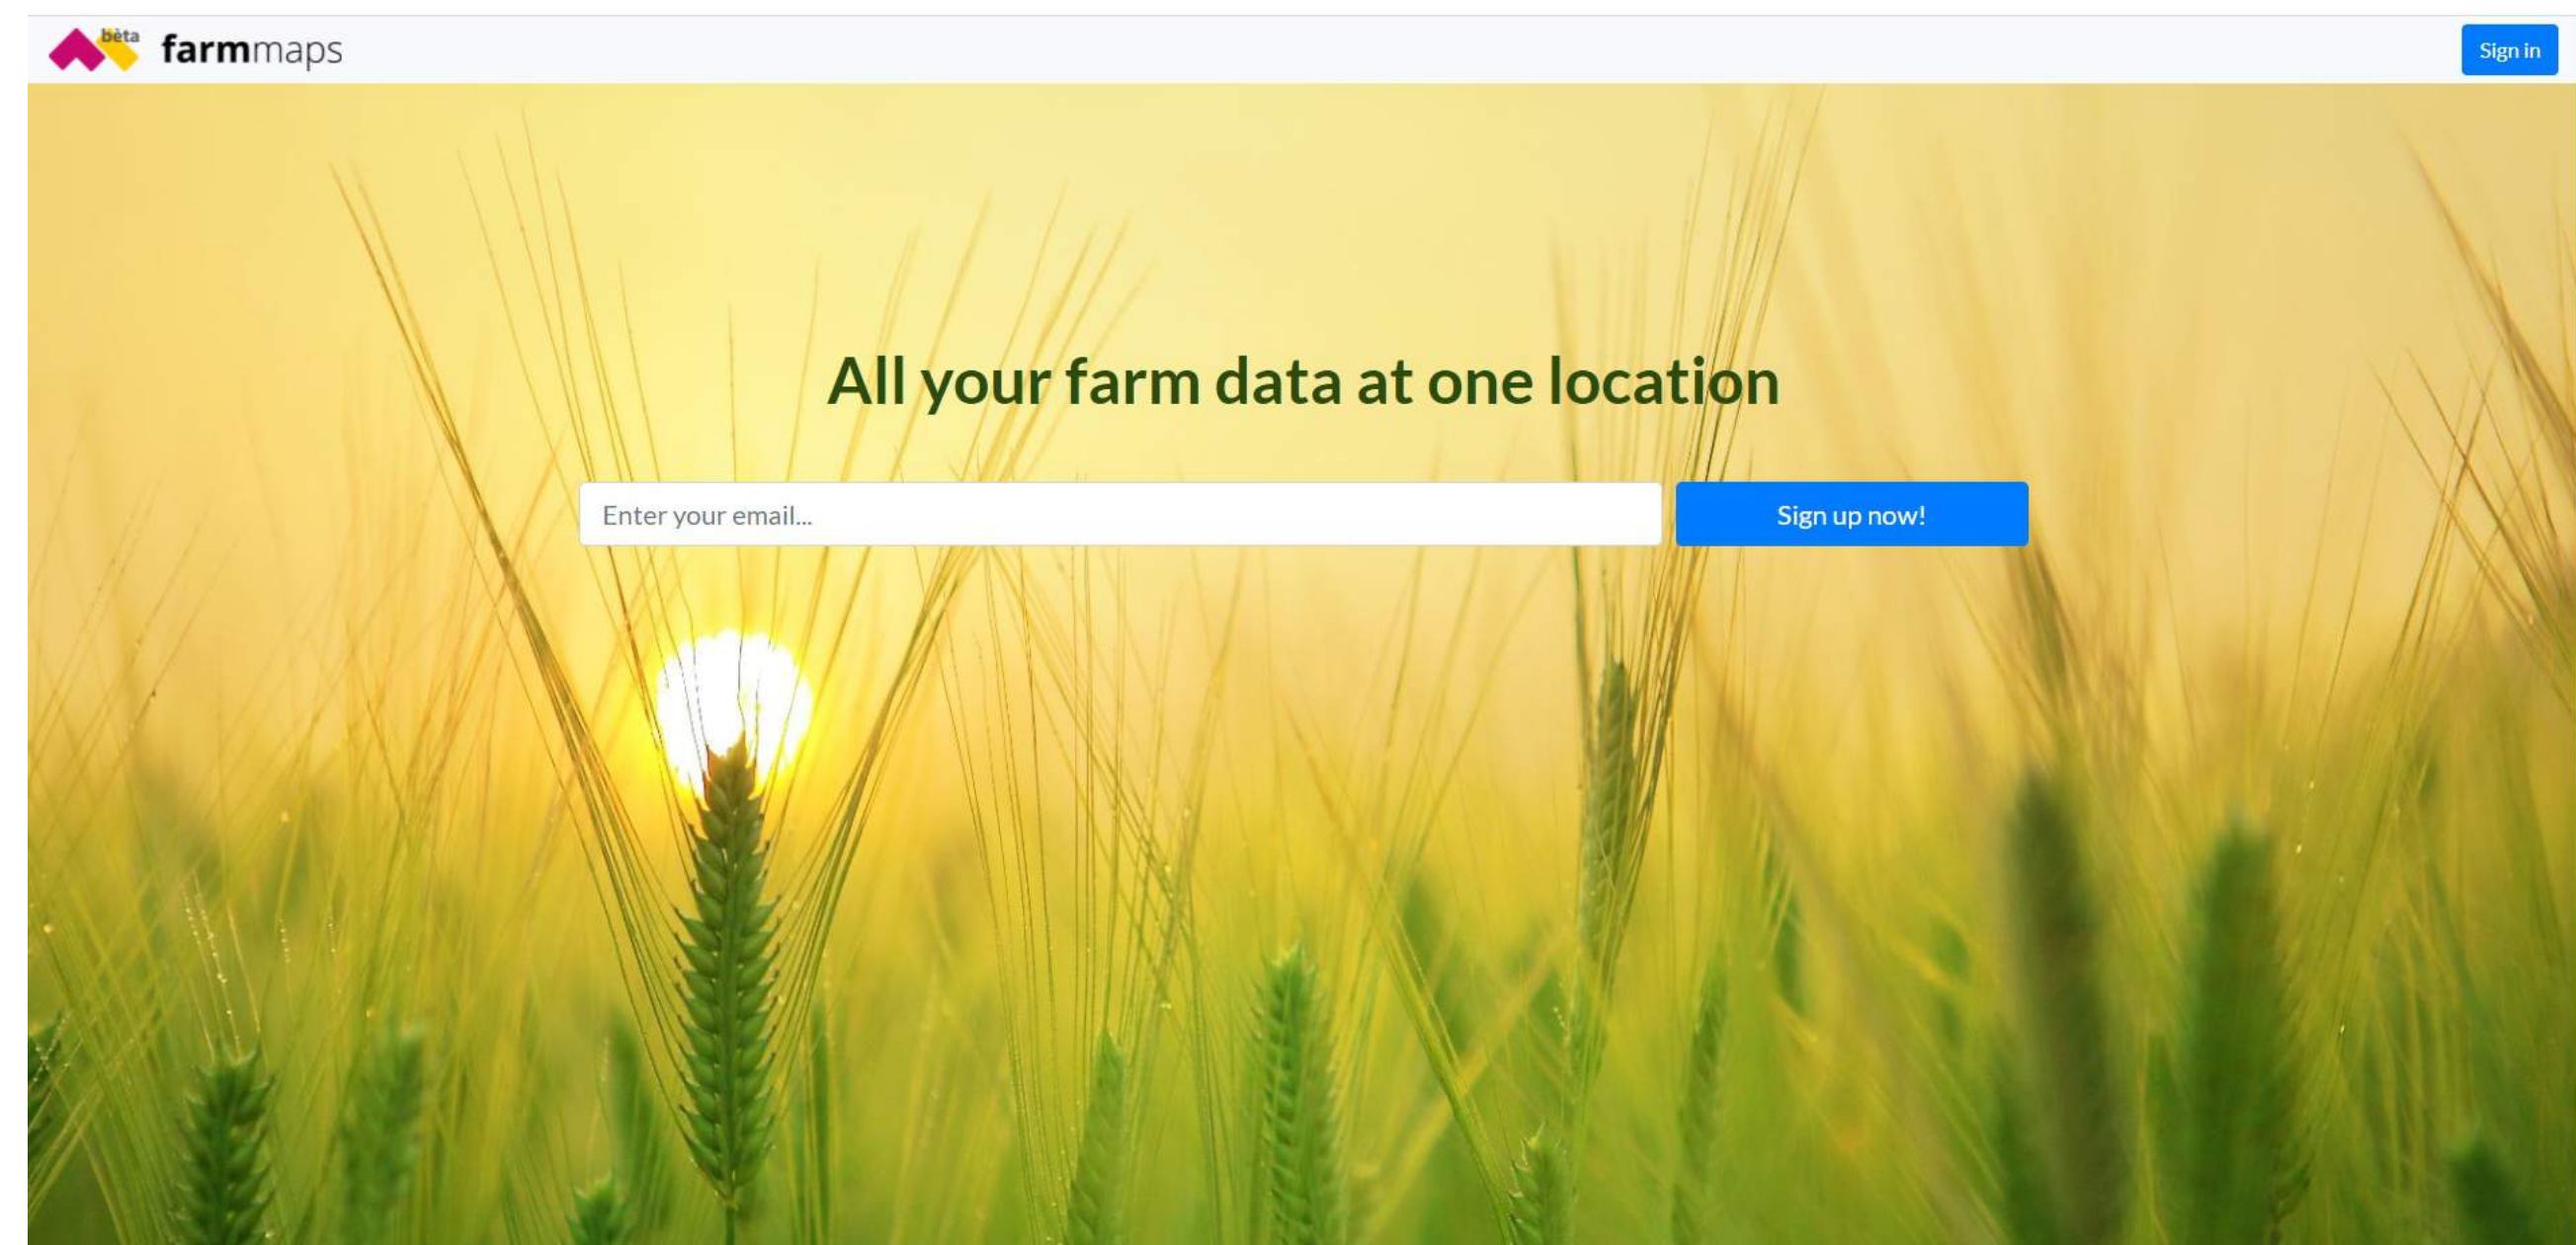 bèta
farmmaps
Sign in
All your farm data at one location
Enter your email...
Sign up now!